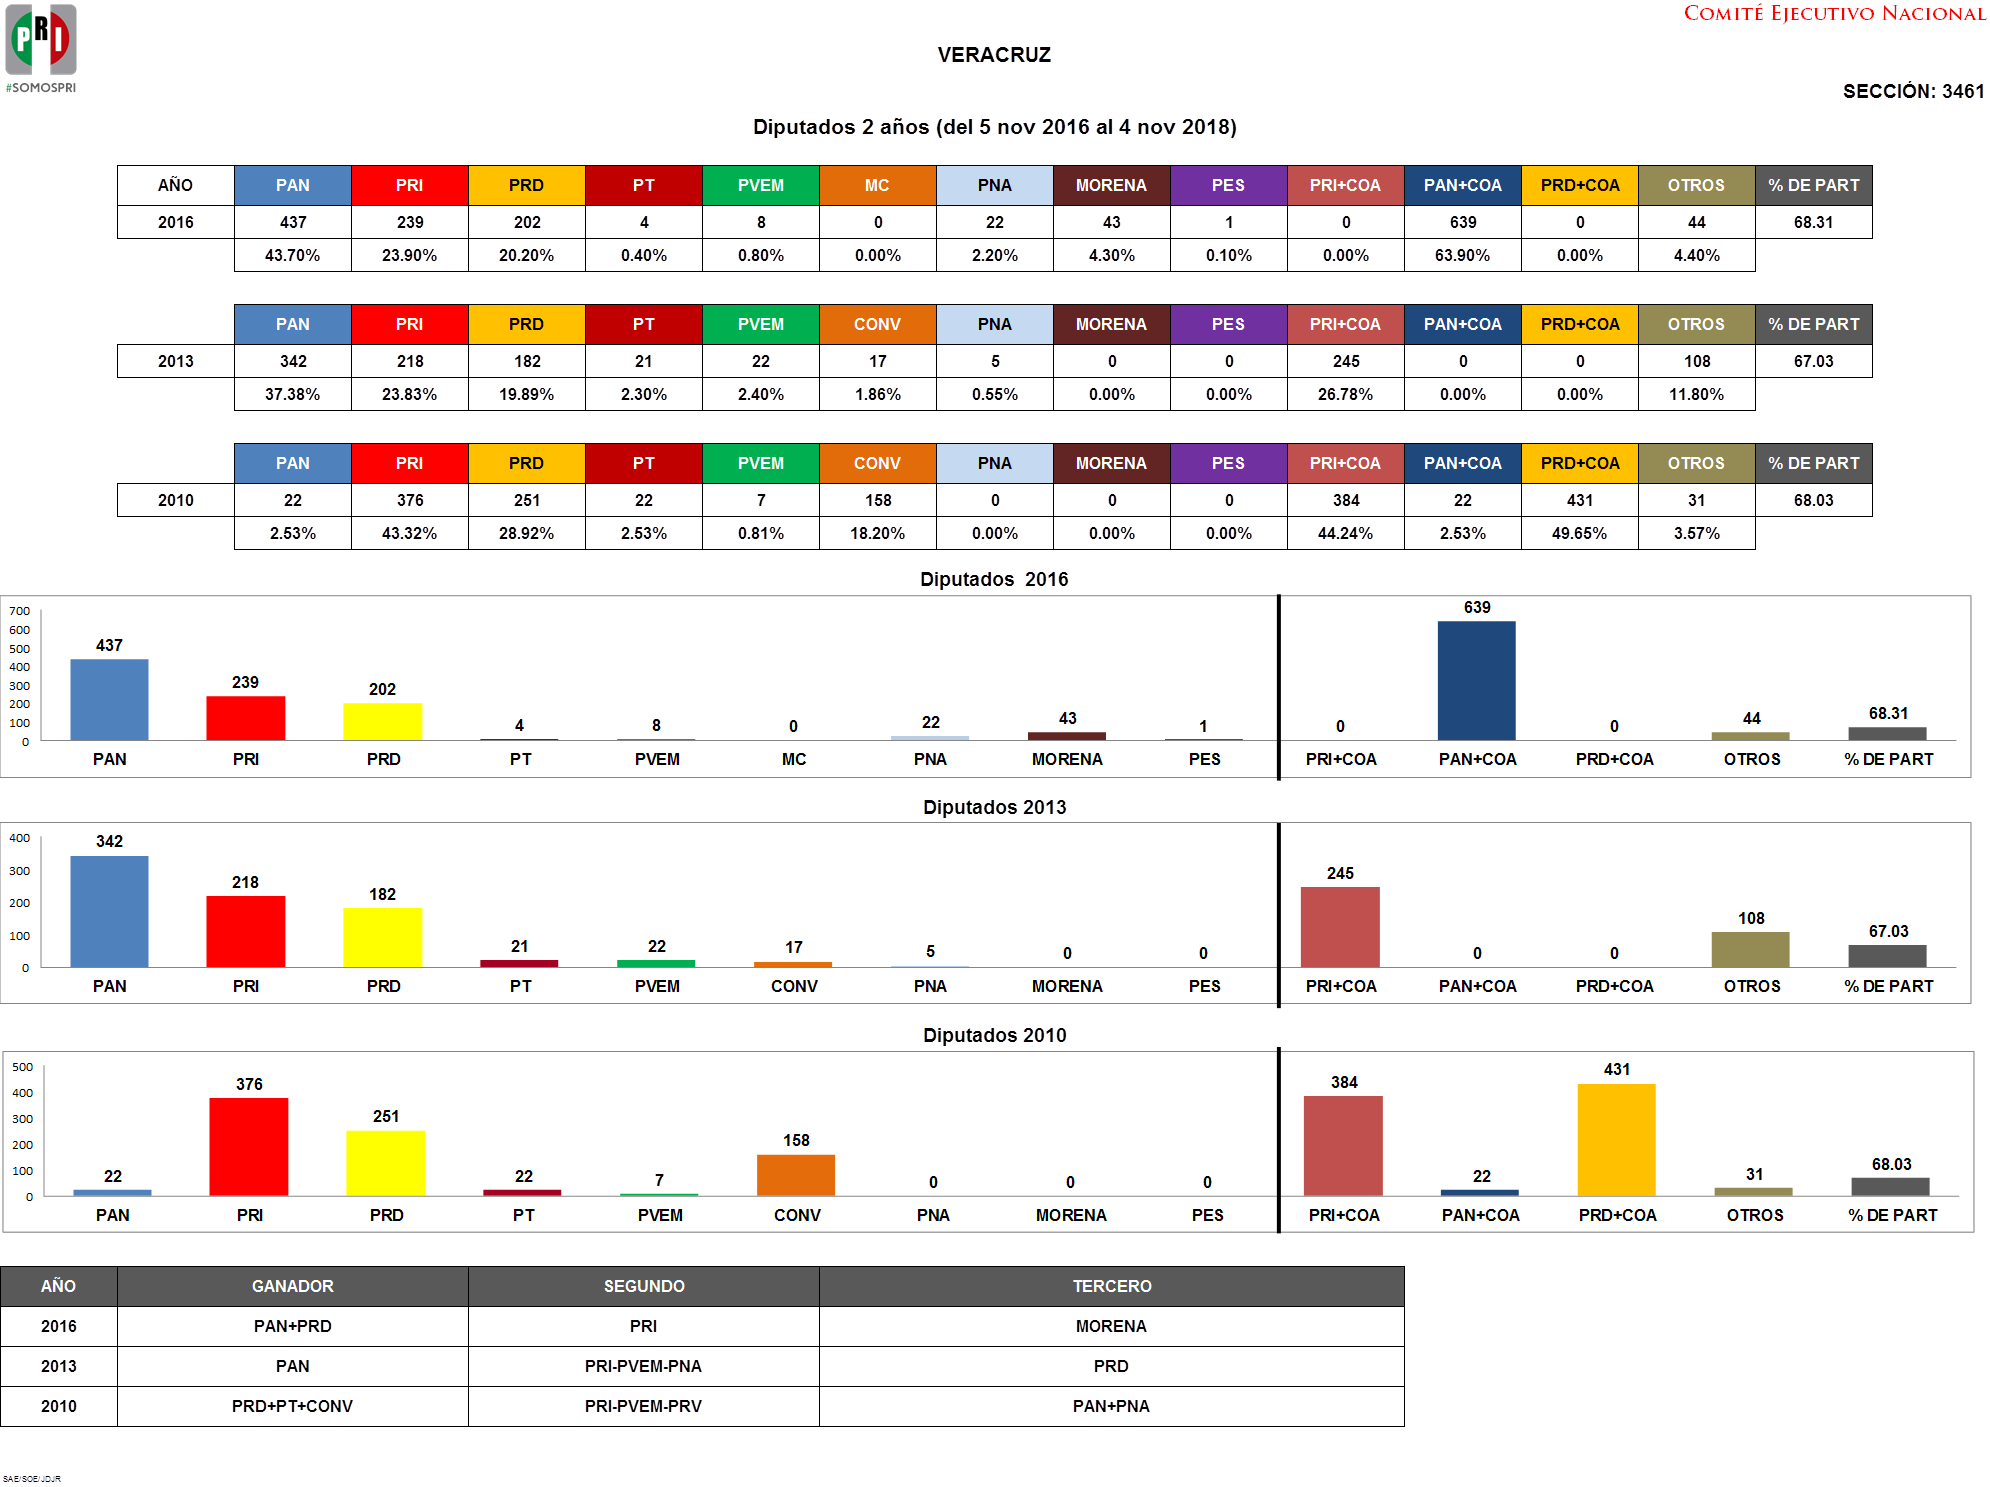 PRI
#SOMOSPRI
COMITÉ EJECUTIVO NACIONAL
VERACRUZ
SECCIÓN: 3461
Diputados 2 años (del 5 nov 2016 al 4 nov 2018)
AÑO PAN PRI PRD PT PVEM MC PNA MORENA PES PRI+COA PAN+COA PRD+COA OTROS % DE PART
2016 437 239 202 4 8 0 22 43 1 0 639 0 44 68.31
43.70% 23.90% 20.20% 0.40% 0.80% 0.00% 2.20% 4.30% 0.10% 0.00% 63.90% 0.00% 4.40%
PAN PRI PRD PT PVEM CONV PNA MORENA PES PRI+COA PAN+COA PRD+COA OTROS % DE PART
2013 342 218 182 21 22 17 5 0 0 245 0 0 108 67.03
37.38% 23.83% 19.89% 2.30% 2.40% 1.86% 0.55% 0.00% 0.00% 26.78% 0.00% 0.00% 11.80%
PAN PRI PRD PT PVEM CONV PNA MORENA PES PRI+COA PAN+COA PRD+COA OTROS % DE PART
2010 22 376 251 22 7 158 0 0 0 384 22 431 31 68.03
2.53% 43.32% 28.92% 2.53% 0.81% 18.20% 0.00% 0.00% 0.00% 44.24% 2.53% 49.65% 3.57%
Diputados 2016
700
600
500
400
300
200
100
0
437 239 202 4 8 0 22 43 1 0 639 0 44 68.31
PAN PRI PRD PT PVEM MC PNA MORENA PES PRI+COA PAN+COA PRD+COA OTROS % DE PART
Diputados 2013
400
300
200
100
0
342 218 182 21 22 17 5 0 0 245 0 0 108 67.03
PAN PRI PRD PT PVEM CONV PNA MORENA PES PRI+COA PAN+COA PRD+COA OTROS % DE PART
Diputados 2010
500
400
300
200
100
0
22 376 251 22 7 158 0 0 0 384 22 431 31 68.03
PAN PRI PRD PT PVEM CONV PNA MORENA PES PRI+COA PAN+COA PRD+COA OTROS % DE PART
AÑO GANADOR SEGUNDO TERCERO
2016 PAN+PRD PRI MORENA
2013 PAN PRI-PVEM-PNA PRD
2010 PRD+PT+CONV PRI-PVEM-PRV PAN+PNA
SAE/SOE/JDJR